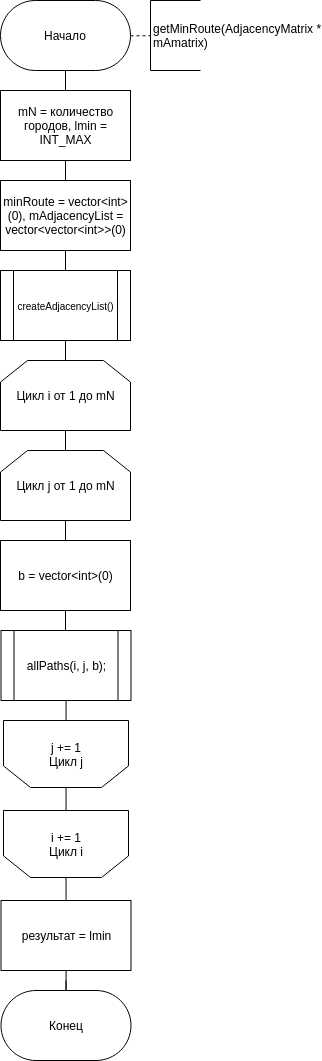 Начало
getMinRoute(AdjacencyMatrix *
mAmatrix)
mN = количество
городов, lmin =
INT_MAX
minRoute = vector<int>
(0), mAdjacencyList =
vector<vector<int>>(0)
createAdjacencyList()
Цикл i от 1 до mN
Цикл j от 1 до mN
b = vector<int>(0)
allPaths(i, j, b);
j += 1
Цикл j
i += 1
Цикл i
результат = lmin
Конец